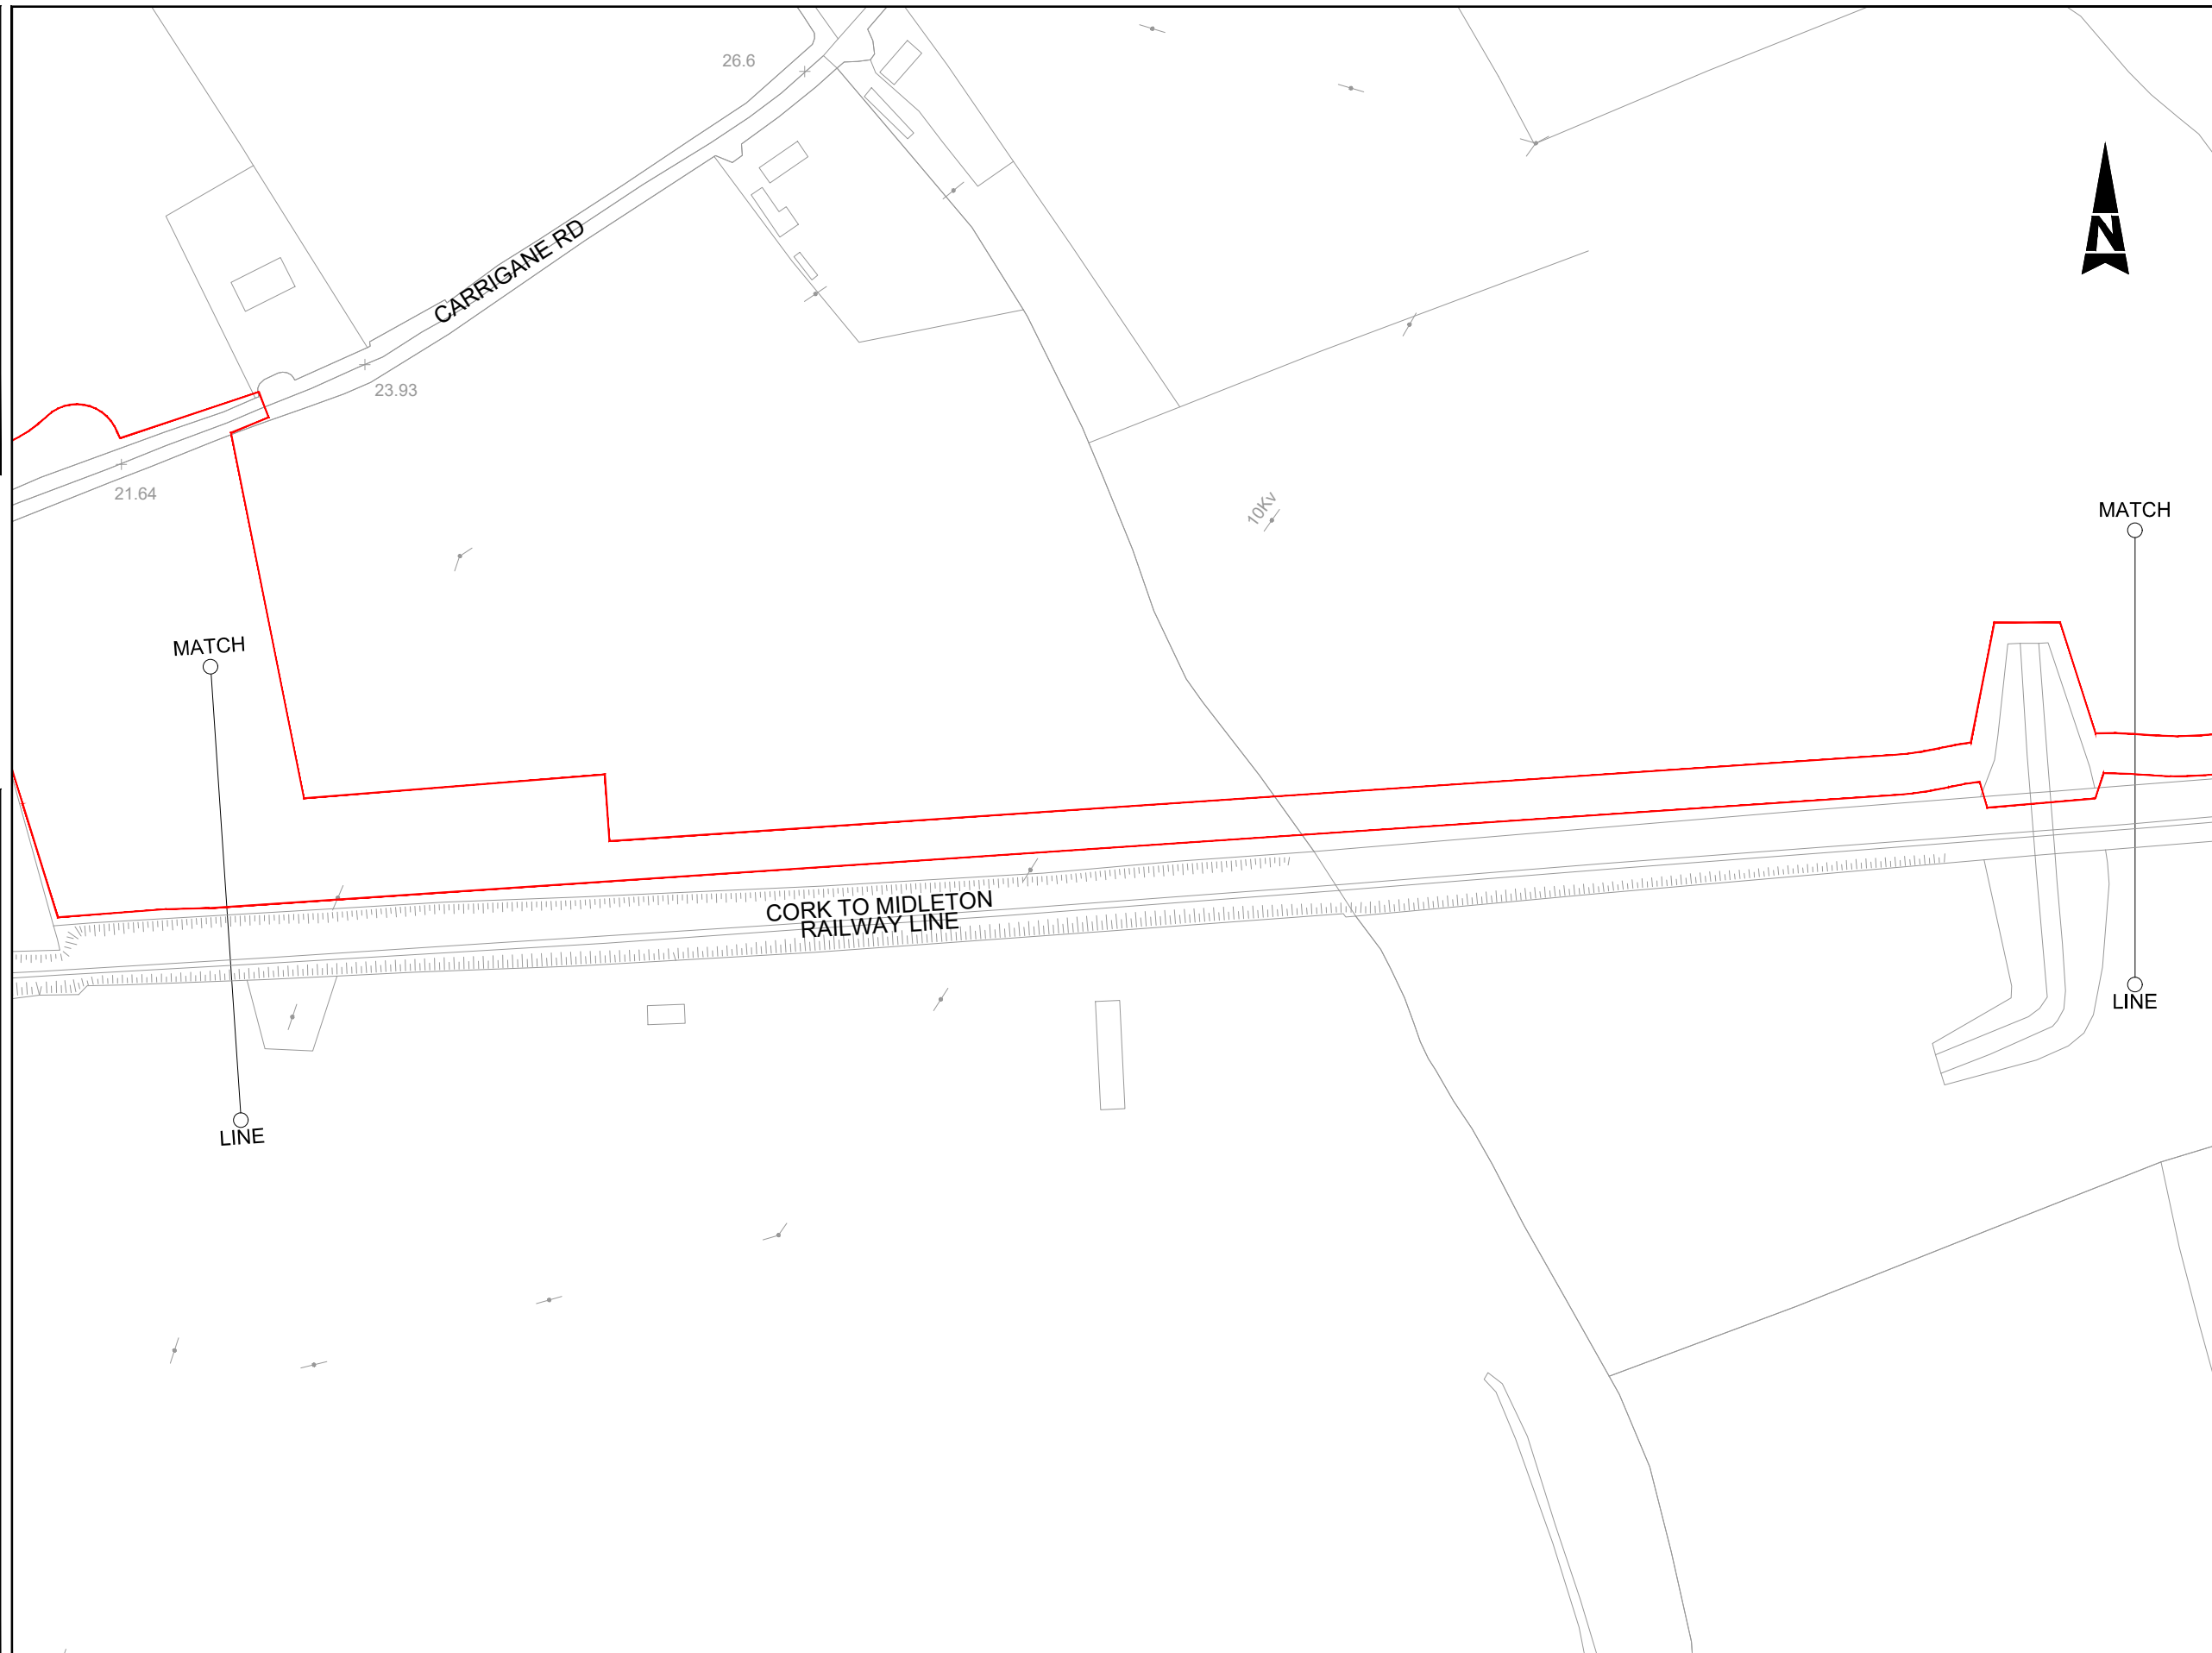 26.6
CARRIGANE RD
N
23.93
21.64
10Kv
MATCH
MATCH
CORK TO MIDLETON
RAILWAY LINE
LINE
LINE